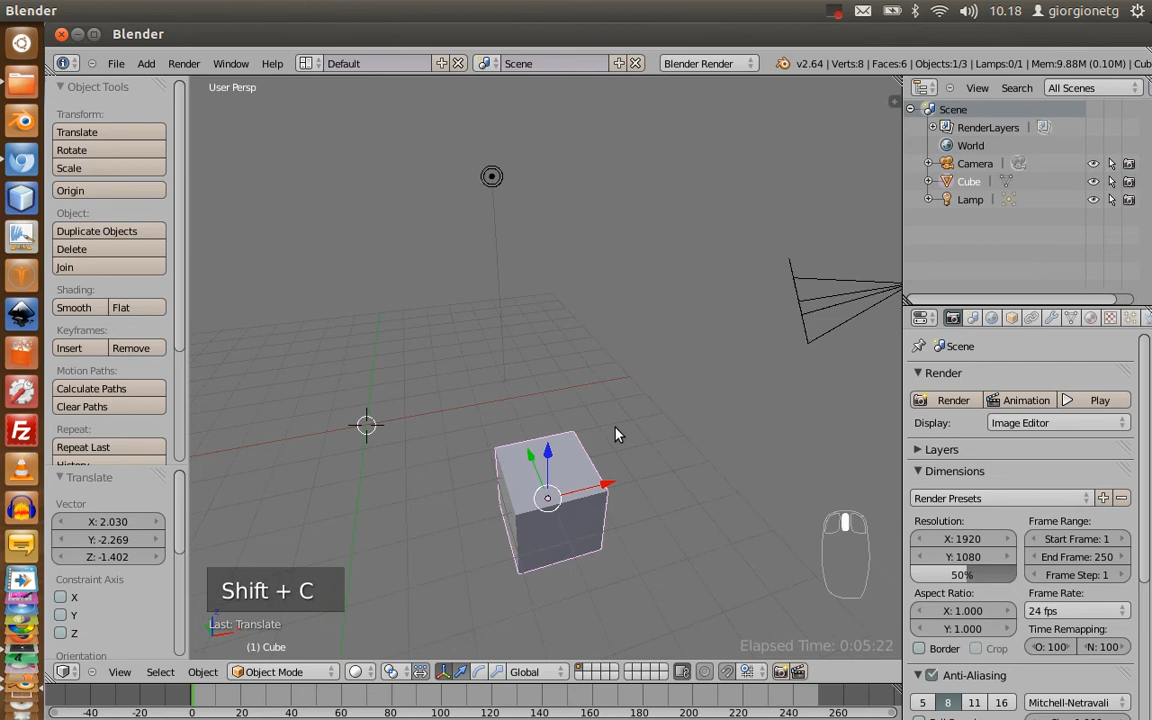 Blender
10.18
giorgionetg
Blender
File Add Render Window Help
Default
Scene
Blender Render
v2.64 | Verts:8 | Faces:6 | Objects:1/3 | Lamps:0/1 | Mem:9.88M (0.10M) | Cub
Object Tools
Transform:
Translate
Rotate
Scale
Origin
Object:
Duplicate Objects
Delete
Join
Shading:
Smooth Flat
Keyframes:
Insert Remove
Motion Paths:
Calculate Paths
Clear Paths
Repeat:
Repeat Last
History
Translate
Vector
X: 2.030
Y: -2.269
Z: -1.402
Constraint Axis
X
Y
Z
Orientation
User Persp
Shift + C
Last: Translate
(1) Cube
Elapsed Time: 0:05:22
View Select Object
Object Mode
Global
-40 -20 0 20 40 60 80 100 120 140 160 180 200 220 240 260 280
View Search
All Scenes
Scene
RenderLayers
World
Camera
Cube
Lamp
Scene
Render
Render
Animation
Play
Display:
Image Editor
Layers
Dimensions
Render Presets
Resolution:
Frame Range:
X: 1920
Start Frame: 1
Y: 1080
End Frame: 250
50%
Frame Step: 1
Aspect Ratio:
Frame Rate:
X: 1.000
24 fps
Y: 1.000
Time Remapping:
O: 100
N: 100
Border
Crop
Anti-Aliasing
5 8 11 16
Mitchell-Netravali